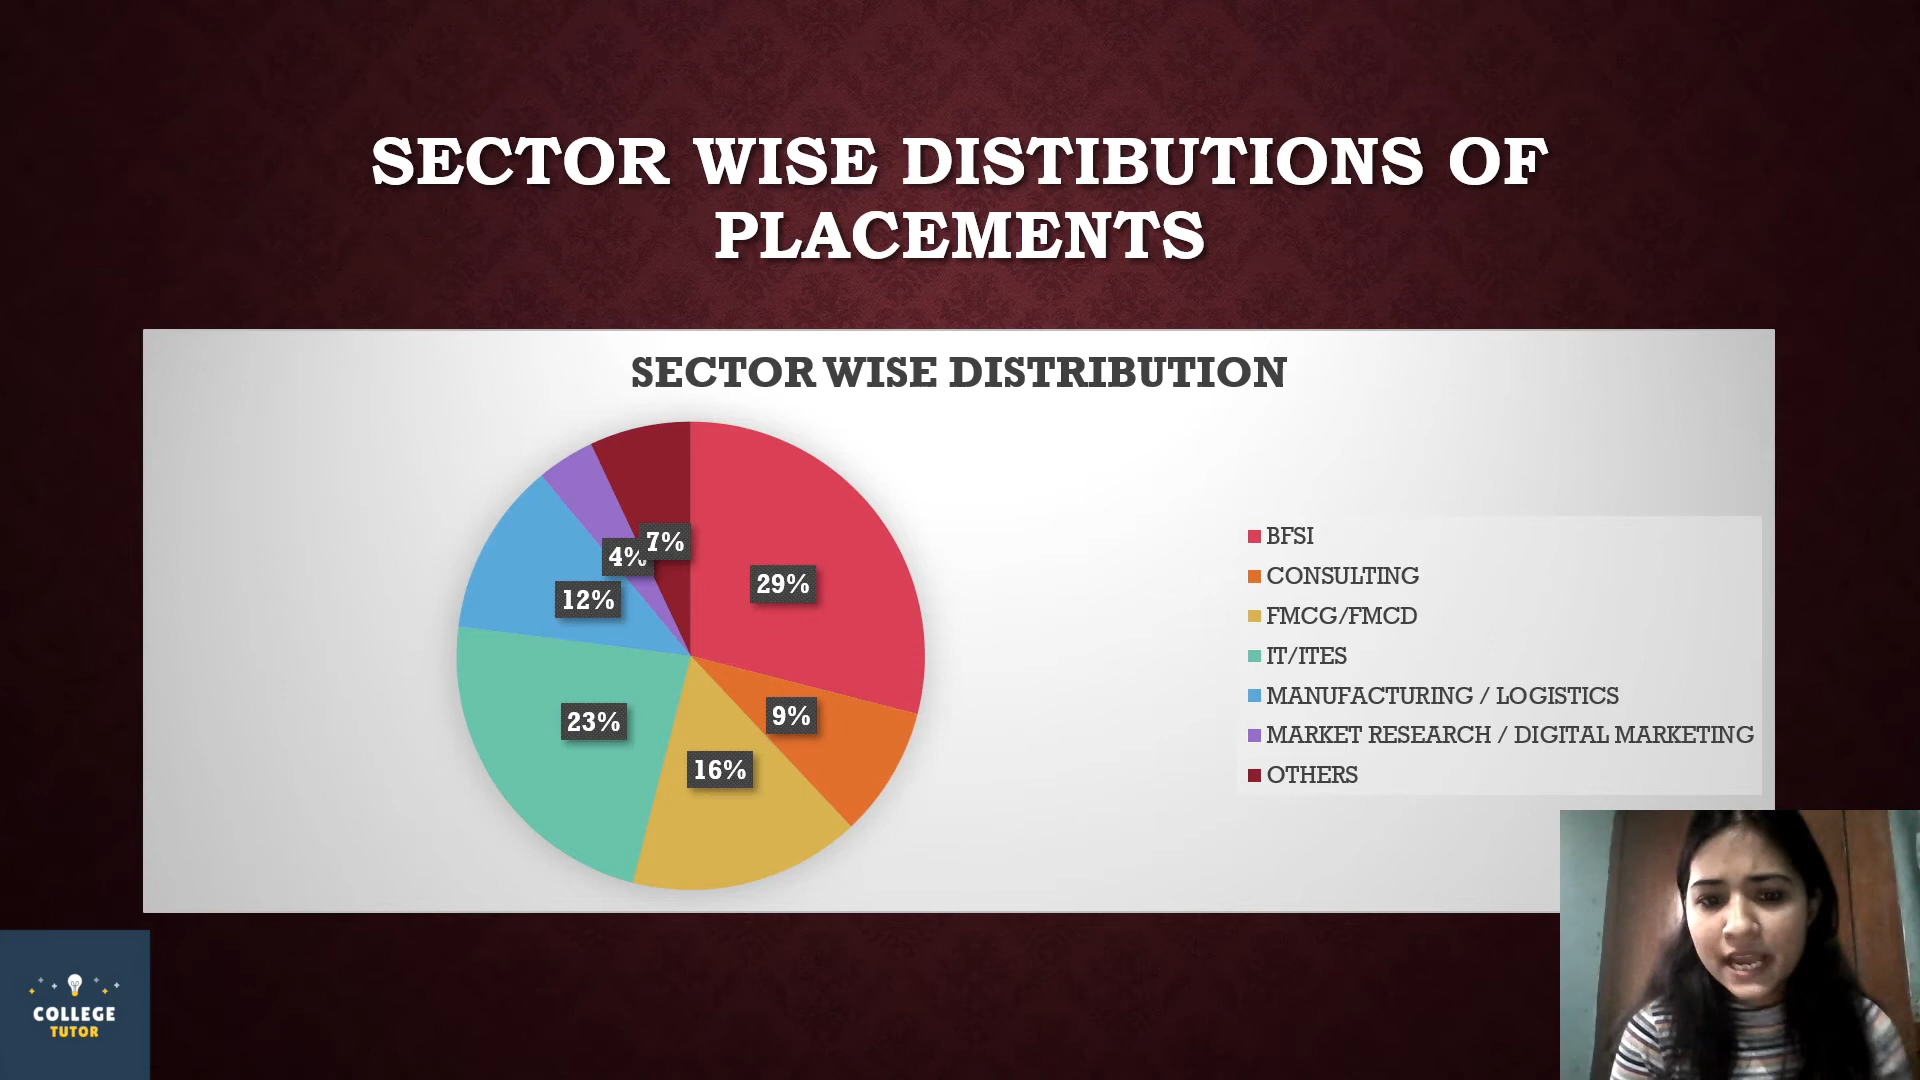 SECTOR WISE DISTIBUTIONS OF
PLACEMENTS
SECTOR WISE DISTRIBUTION
7%
4%
29%
12%
9%
23%
16%
BFSI
CONSULTING
FMCG/FMCD
IT/ITES
MANUFACTURING / LOGISTICS
MARKET RESEARCH / DIGITAL MARKETING
OTHERS
COLLEGE
TUTOR